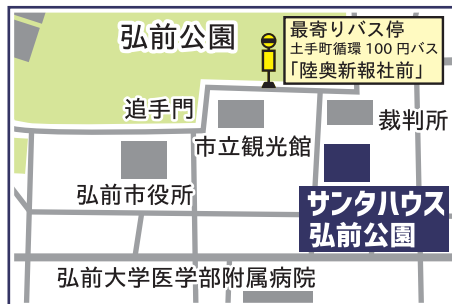 弘前公園
最寄りバス停
土手町循環100円バス
「陸奥新報社前」
追手門
裁判所
市立観光館
弘前市役所
サンタハウス
弘前公園
弘前大学医学部附属病院